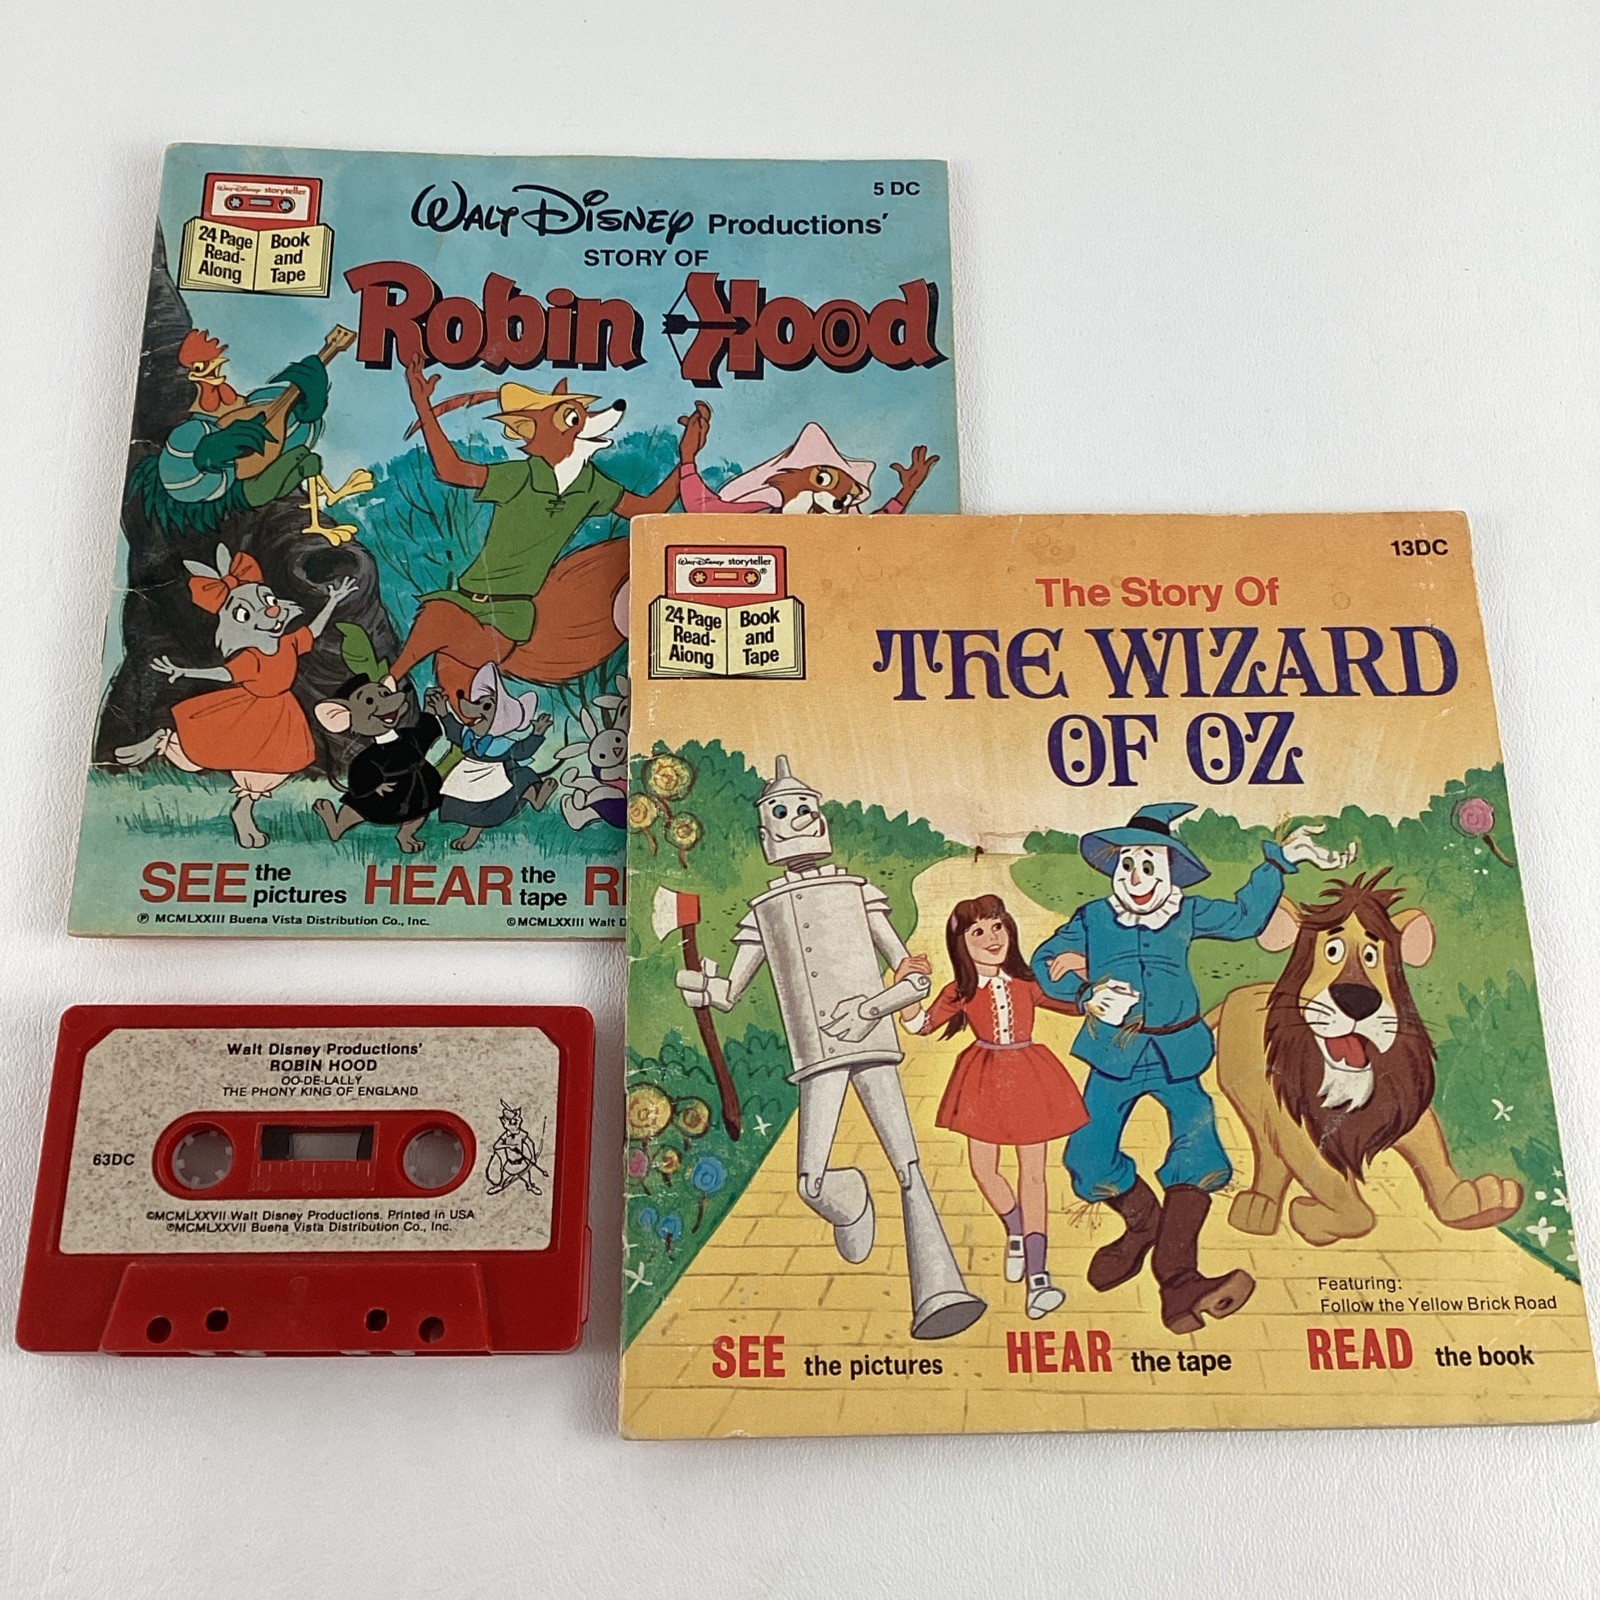 Walt Disney storyteller
24 Page Read-Along
Book and Tape
5 DC
WALT DISNEY Productions'
STORY OF
Robin Hood
SEE the pictures HEAR the tape
℗ MCMLXXIII Buena Vista Distribution Co., Inc. ©MCMLXXIII Walt
Walt Disney storyteller®
24 Page Read-Along
Book and Tape
13DC
The Story Of
THE WIZARD
OF OZ
Featuring:
Follow the Yellow Brick Road
SEE the pictures HEAR the tape READ the book
Walt Disney Productions'
ROBIN HOOD
OO-DE-LALLY
THE PHONY KING OF ENGLAND
63DC
©MCMLXXVII Walt Disney Productions. Printed in USA
℗MCMLXXVII Buena Vista Distribution Co., Inc.